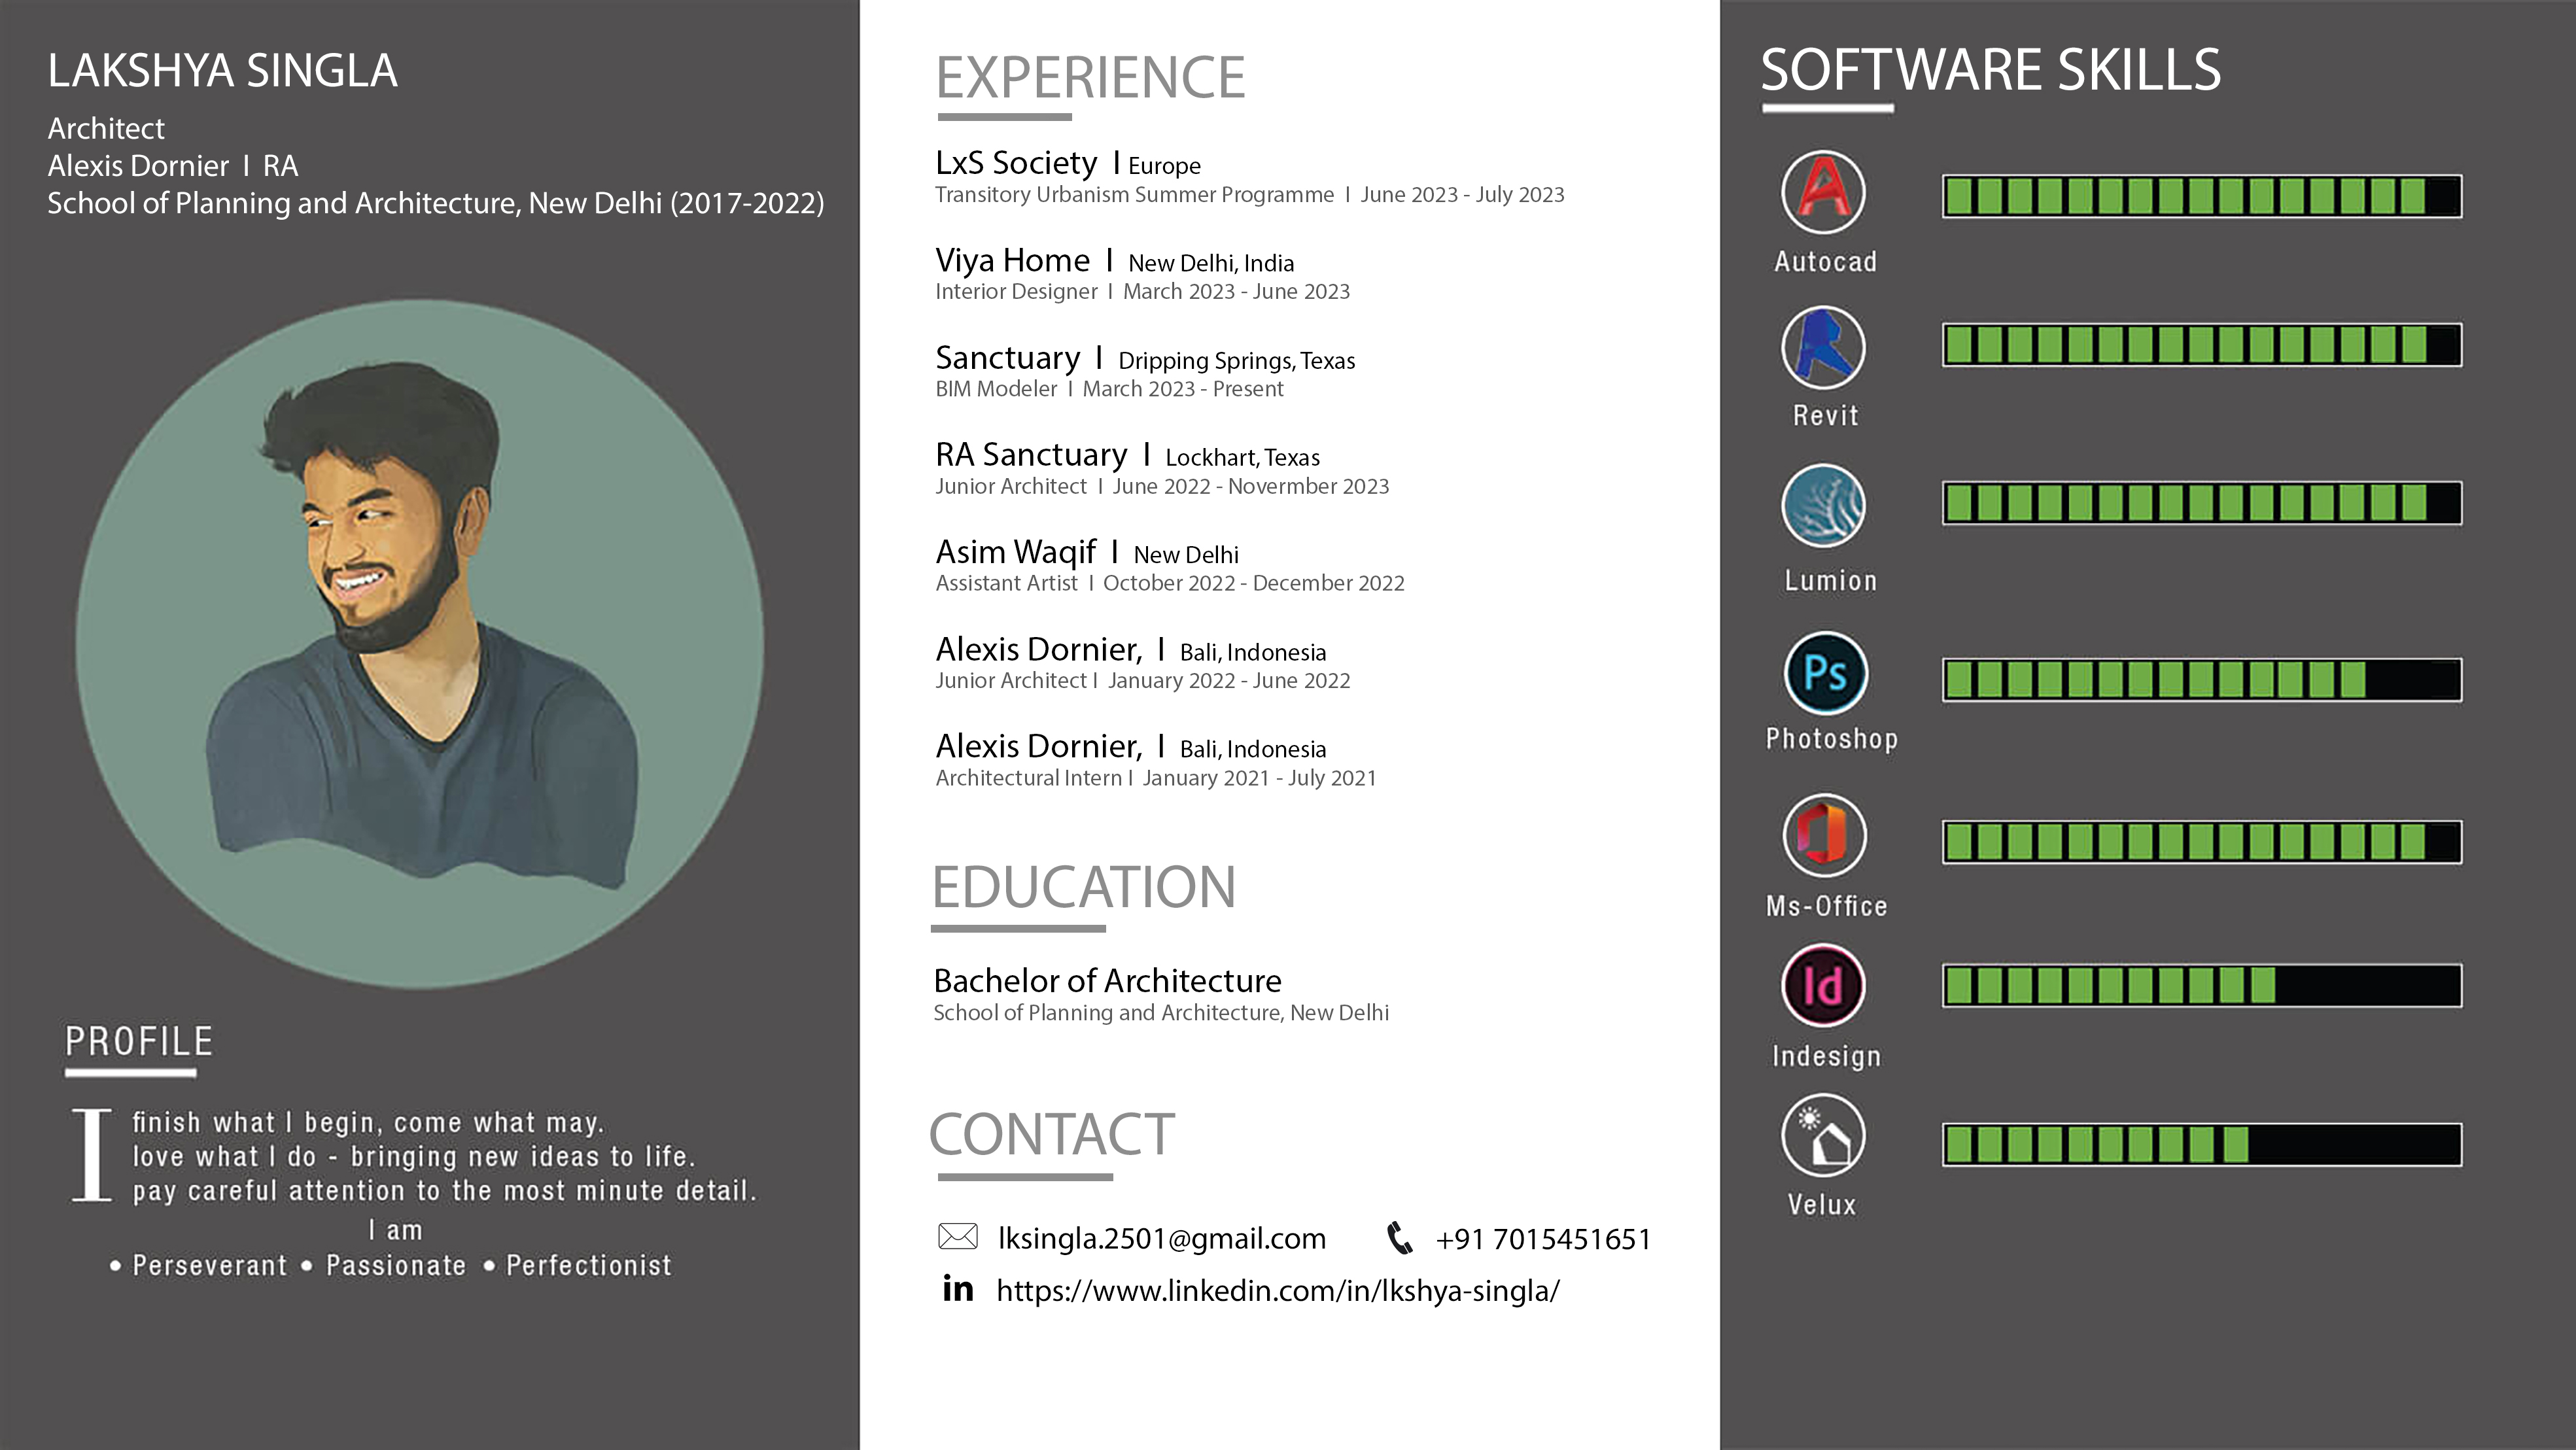 LAKSHYA SINGLA
Architect
Alexis Dornier I RA
School of Planning and Architecture, New Delhi (2017-2022)
PROFILE
I finish what I begin, come what may.
love what I do - bringing new ideas to life.
pay careful attention to the most minute detail.
I am
• Perseverant • Passionate • Perfectionist
EXPERIENCE
LxS Society I Europe
Transitory Urbanism Summer Programme I June 2023 - July 2023
Viya Home I New Delhi, India
Interior Designer I March 2023 - June 2023
Sanctuary I Dripping Springs, Texas
BIM Modeler I March 2023 - Present
RA Sanctuary I Lockhart, Texas
Junior Architect I June 2022 - Novermber 2023
Asim Waqif I New Delhi
Assistant Artist I October 2022 - December 2022
Alexis Dornier, I Bali, Indonesia
Junior Architect I January 2022 - June 2022
Alexis Dornier, I Bali, Indonesia
Architectural Intern I January 2021 - July 2021
EDUCATION
Bachelor of Architecture
School of Planning and Architecture, New Delhi
CONTACT
lksingla.2501@gmail.com +91 7015451651
in https://www.linkedin.com/in/lkshya-singla/
SOFTWARE SKILLS
A
Autocad
R
Revit
Lumion
Ps
Photoshop
Ms-Office
Id
Indesign
Velux